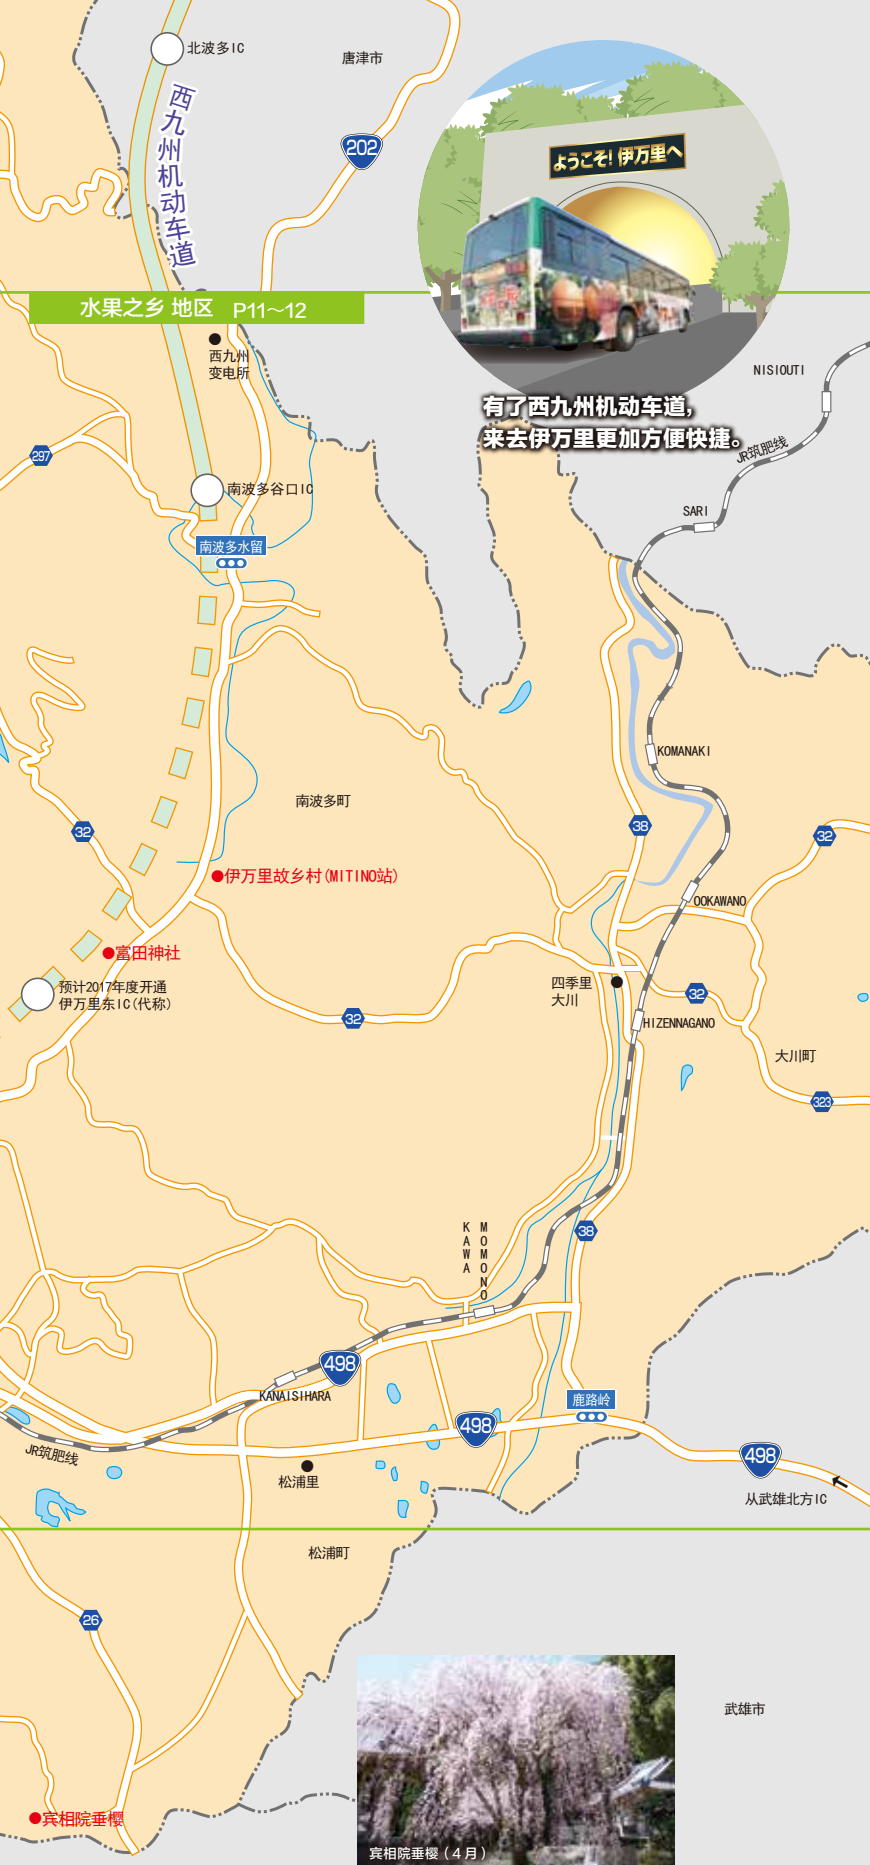 北波多IC
唐津市
西九州机动车道
202
ようこそ! 伊万里へ
水果之乡 地区 P11～12
西九州
变电所
NISIOUTI
有了西九州机动车道，
来去伊万里更加方便快捷。
JR筑肥线
297
南波多谷口IC
SARI
南波多水留
KOMANAKI
南波多町
32
38
32
伊万里故乡村(MITINO站)
OOKAWANO
富田神社
预计2017年度开通
伊万里东IC(代称)
四季里
大川
32
32
HIZENNAGANO
大川町
323
KAWA
MOMONO
38
498
KANAISIHARA
鹿路岭
498
JR筑肥线
498
松浦里
从武雄北方IC
松浦町
26
武雄市
宾相院垂樱
宾相院垂樱（4月）